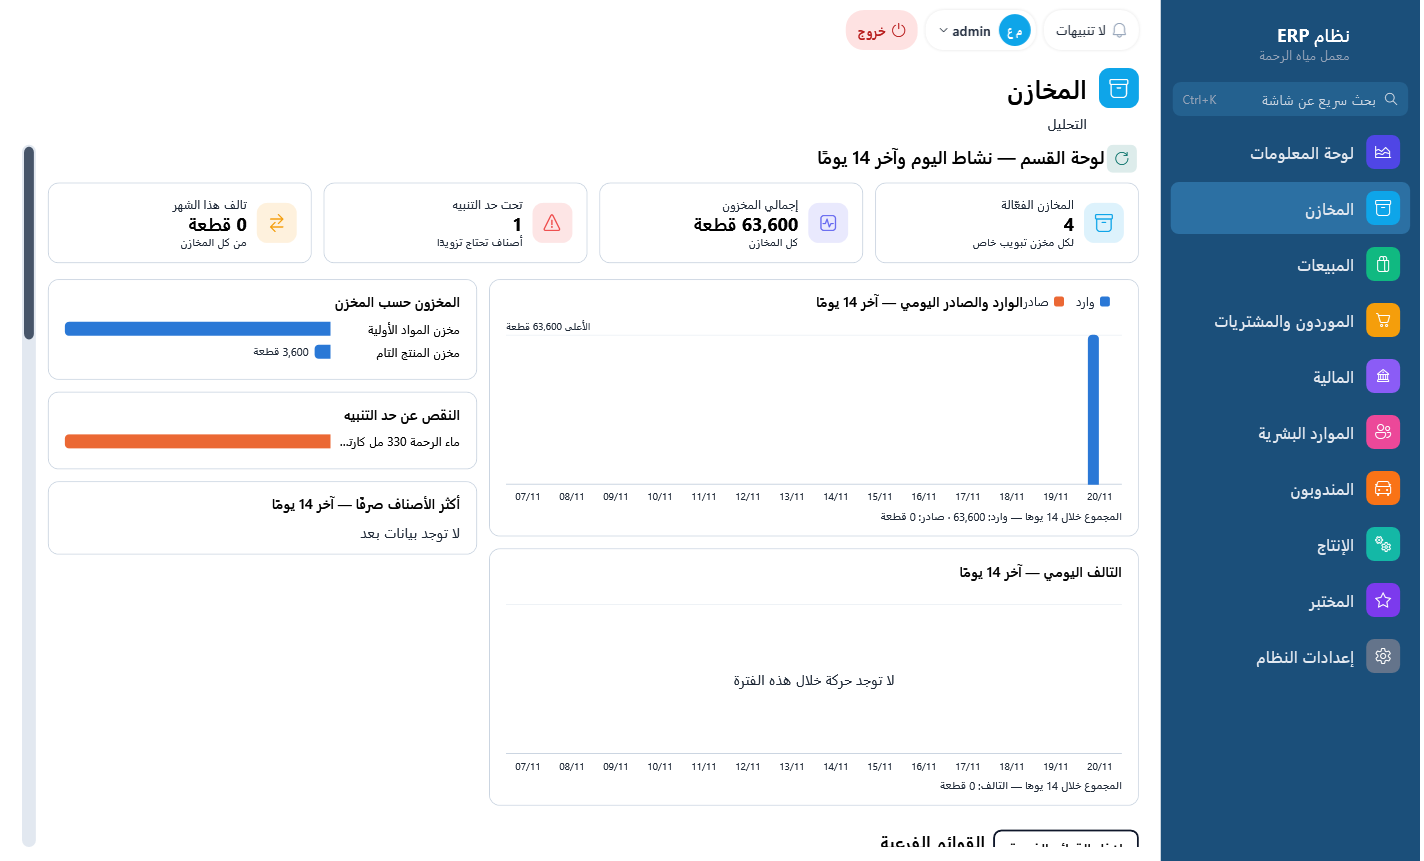 نظام ERP
معمل مياه الرحمة
بحث سريع عن شاشة
Ctrl+K
لوحة المعلومات
المخازن
المبيعات
الموردون والمشتريات
المالية
الموارد البشرية
المندوبون
الإنتاج
المختبر
إعدادات النظام
لا تنبيهات
م ع
admin
خروج
المخازن
التحليل
لوحة القسم — نشاط اليوم وآخر 14 يومًا
المخازن الفعّالة
4
لكل مخزن تبويب خاص
إجمالي المخزون
63,600 قطعة
كل المخازن
تحت حد التنبيه
1
أصناف تحتاج تزويدًا
تالف هذا الشهر
0 قطعة
من كل المخازن
الوارد والصادر اليومي — آخر 14 يومًا
وارد
صادر
الأعلى 63,600 قطعة
20/11 19/11 18/11 17/11 16/11 15/11 14/11 13/11 12/11 11/11 10/11 09/11 08/11 07/11
المجموع خلال 14 يومًا — وارد: 63,600 · صادر: 0 قطعة
المخزون حسب المخزن
مخزن المواد الأولية
مخزن المنتج التام
3,600 قطعة
النقص عن حد التنبيه
ماء الرحمة 330 مل كارتـ...
أكثر الأصناف صرفًا — آخر 14 يومًا
لا توجد بيانات بعد
التالف اليومي — آخر 14 يومًا
لا توجد حركة خلال هذه الفترة
20/11 19/11 18/11 17/11 16/11 15/11 14/11 13/11 12/11 11/11 10/11 09/11 08/11 07/11
المجموع خلال 14 يومًا — التالف: 0 قطعة
القوائم الفرعية